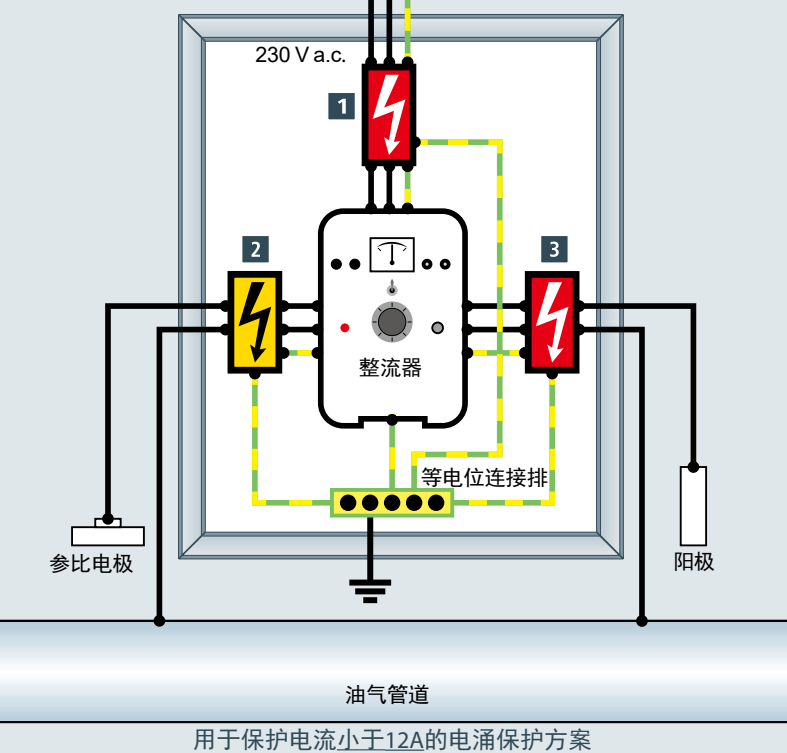 230 V a.c.
1
2
3
整流器
等电位连接排
参比电极
阳极
油气管道
用于保护电流小于12A的电涌保护方案